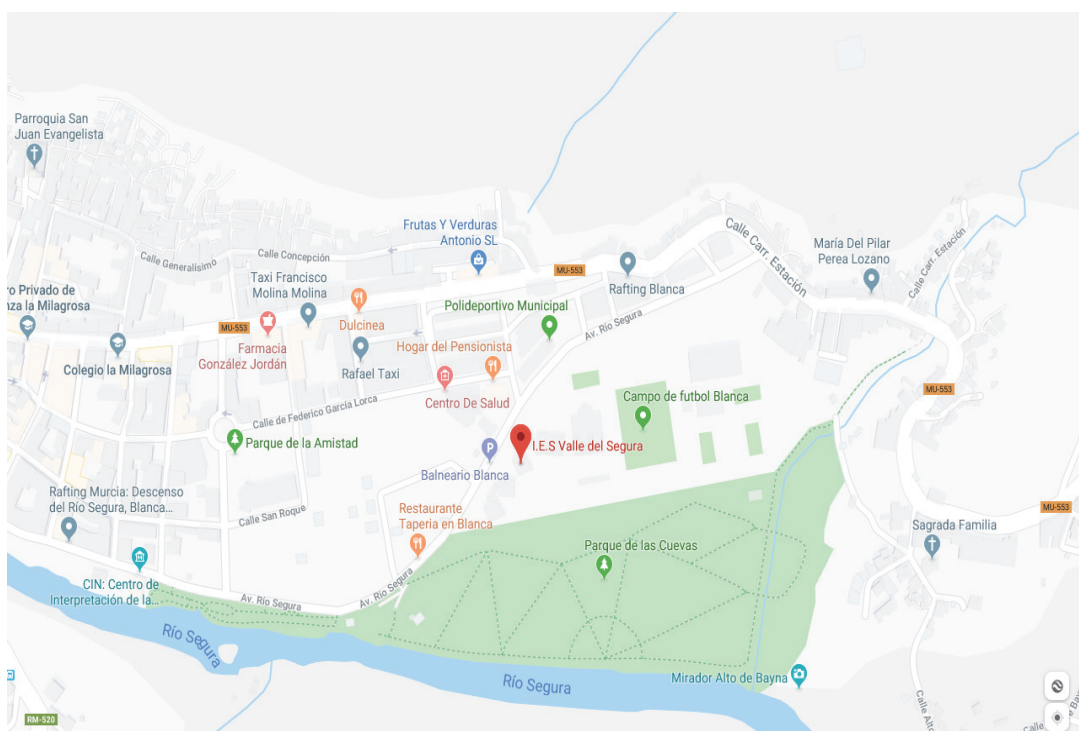 Parroquia San
Juan Evangelista
Frutas Y Verduras
Antonio SL
Calle Concepción
Calle Generalísimo
Calle Carr. Estación
María Del Pilar
Perea Lozano
Calle Carr. Estación
Taxi Francisco
Molina Molina
MU-553
Rafting Blanca
ro Privado de
nza la Milagrosa
Polideportivo Municipal
Av. Río Segura
Dulcinea
MU-553
Farmacia
González Jordán
Hogar del Pensionista
Colegio la Milagrosa
Rafael Taxi
MU-553
Centro De Salud
Campo de futbol Blanca
Calle de Federico García Lorca
Parque de la Amistad
I.E.S Valle del Segura
P
Balneario Blanca
Rafting Murcia: Descenso
del Río Segura, Blanca...
Restaurante
Taperia en Blanca
Calle San Roque
MU-553
Sagrada Familia
Parque de las Cuevas
CIN: Centro de
Interpretación de la...
Av. Río Segura
Av. Río Segura
Río Segura
Río Segura
Mirador Alto de Bayna
RM-520
Calle Alto